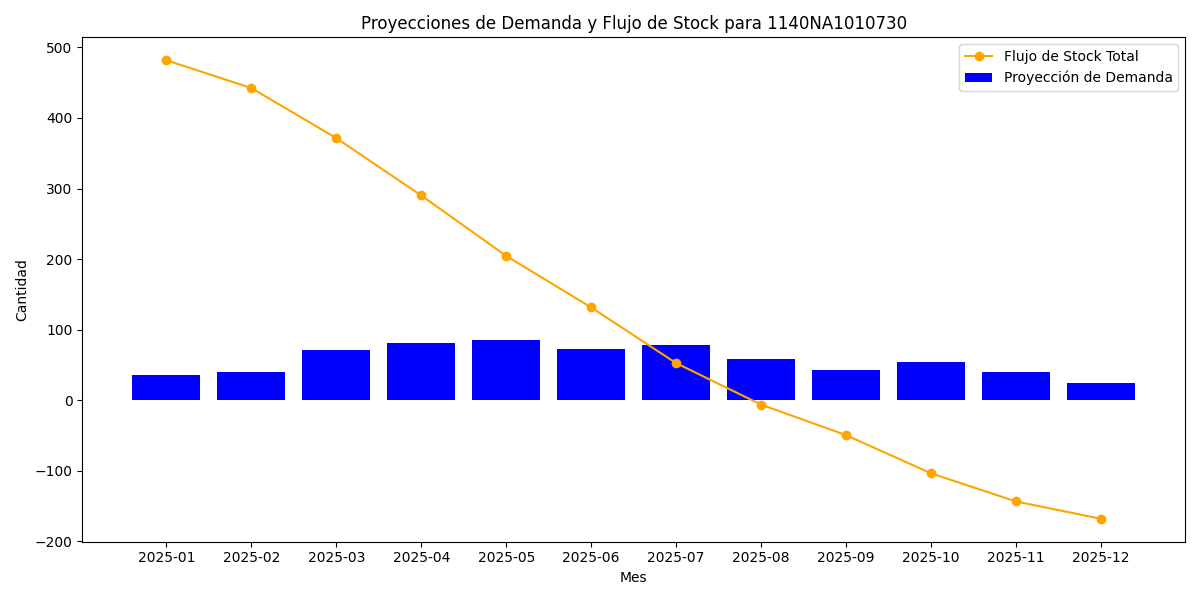 Proyecciones de Demanda y Flujo de Stock para 1140NA1010730
Flujo de Stock Total
Proyección de Demanda
500
400
300
200
100
0
−100
−200
Cantidad
2025-01 2025-02 2025-03 2025-04 2025-05 2025-06 2025-07 2025-08 2025-09 2025-10 2025-11 2025-12
Mes